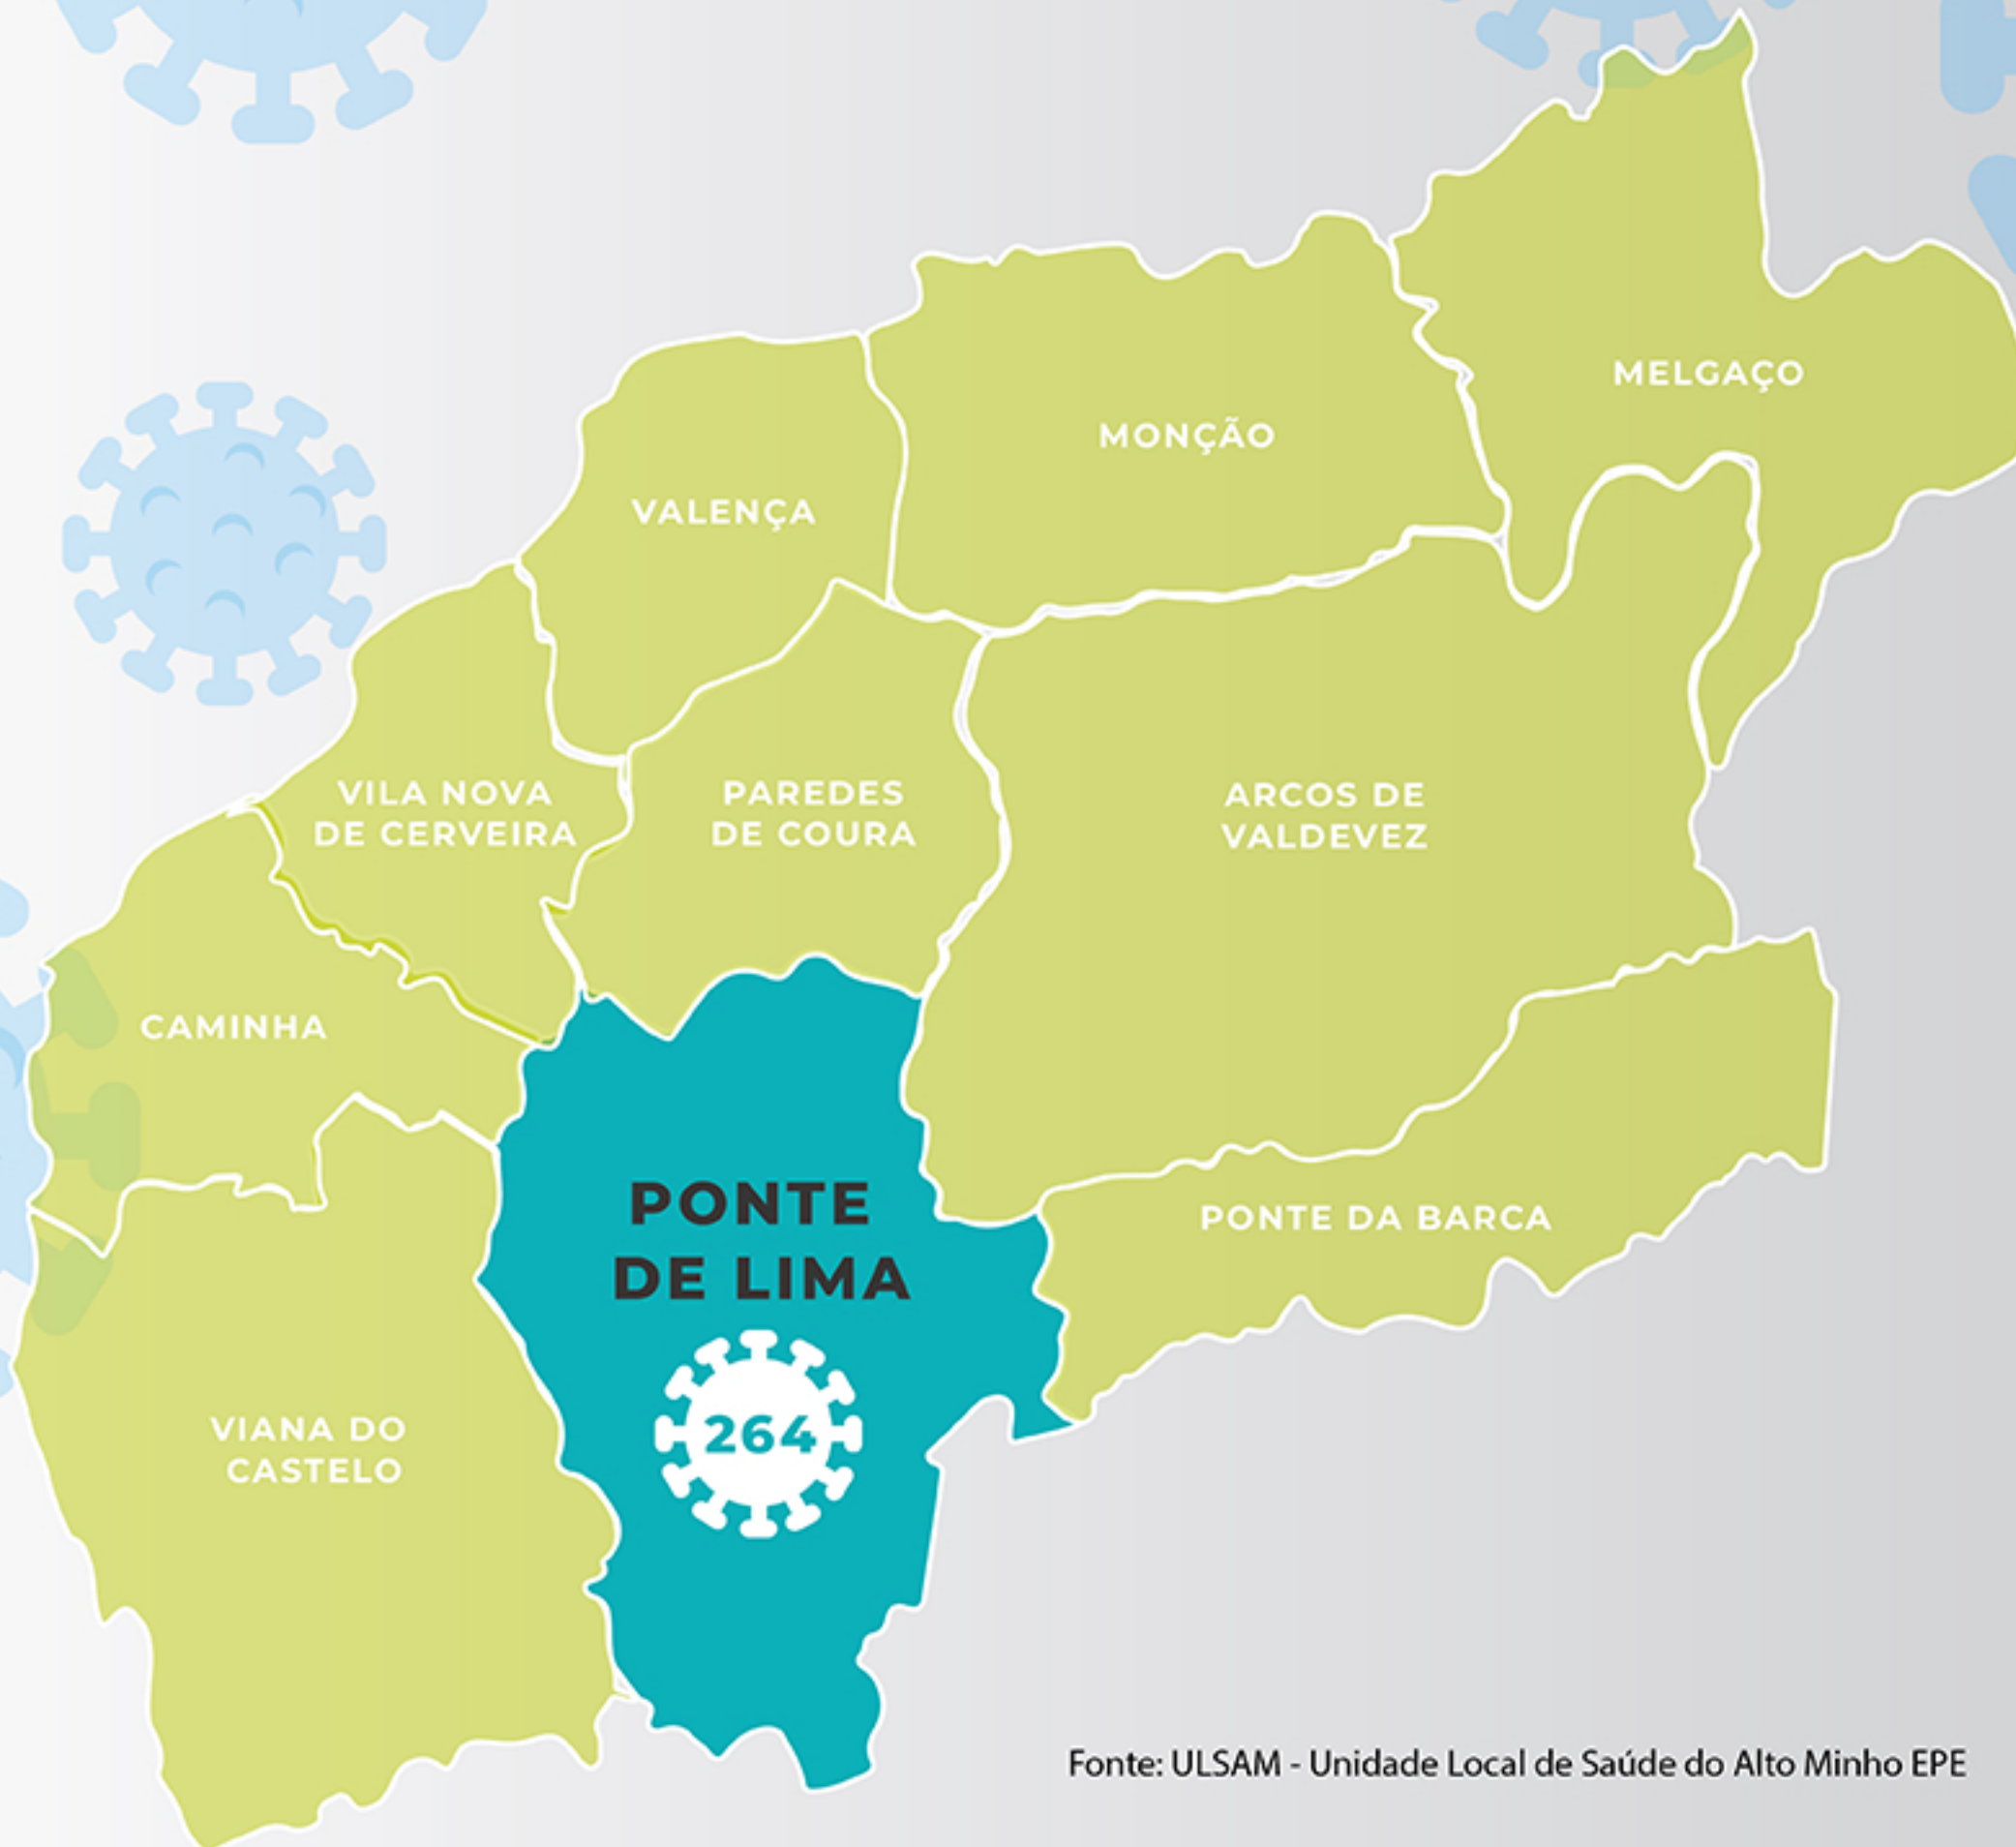 MELGAÇO
MONÇÃO
VALENÇA
VILA NOVA
DE CERVEIRA
PAREDES
DE COURA
ARCOS DE
VALDEVEZ
CAMINHA
PONTE
DE LIMA
264
PONTE DA BARCA
VIANA DO
CASTELO
Fonte: ULSAM - Unidade Local de Saúde do Alto Minho EPE